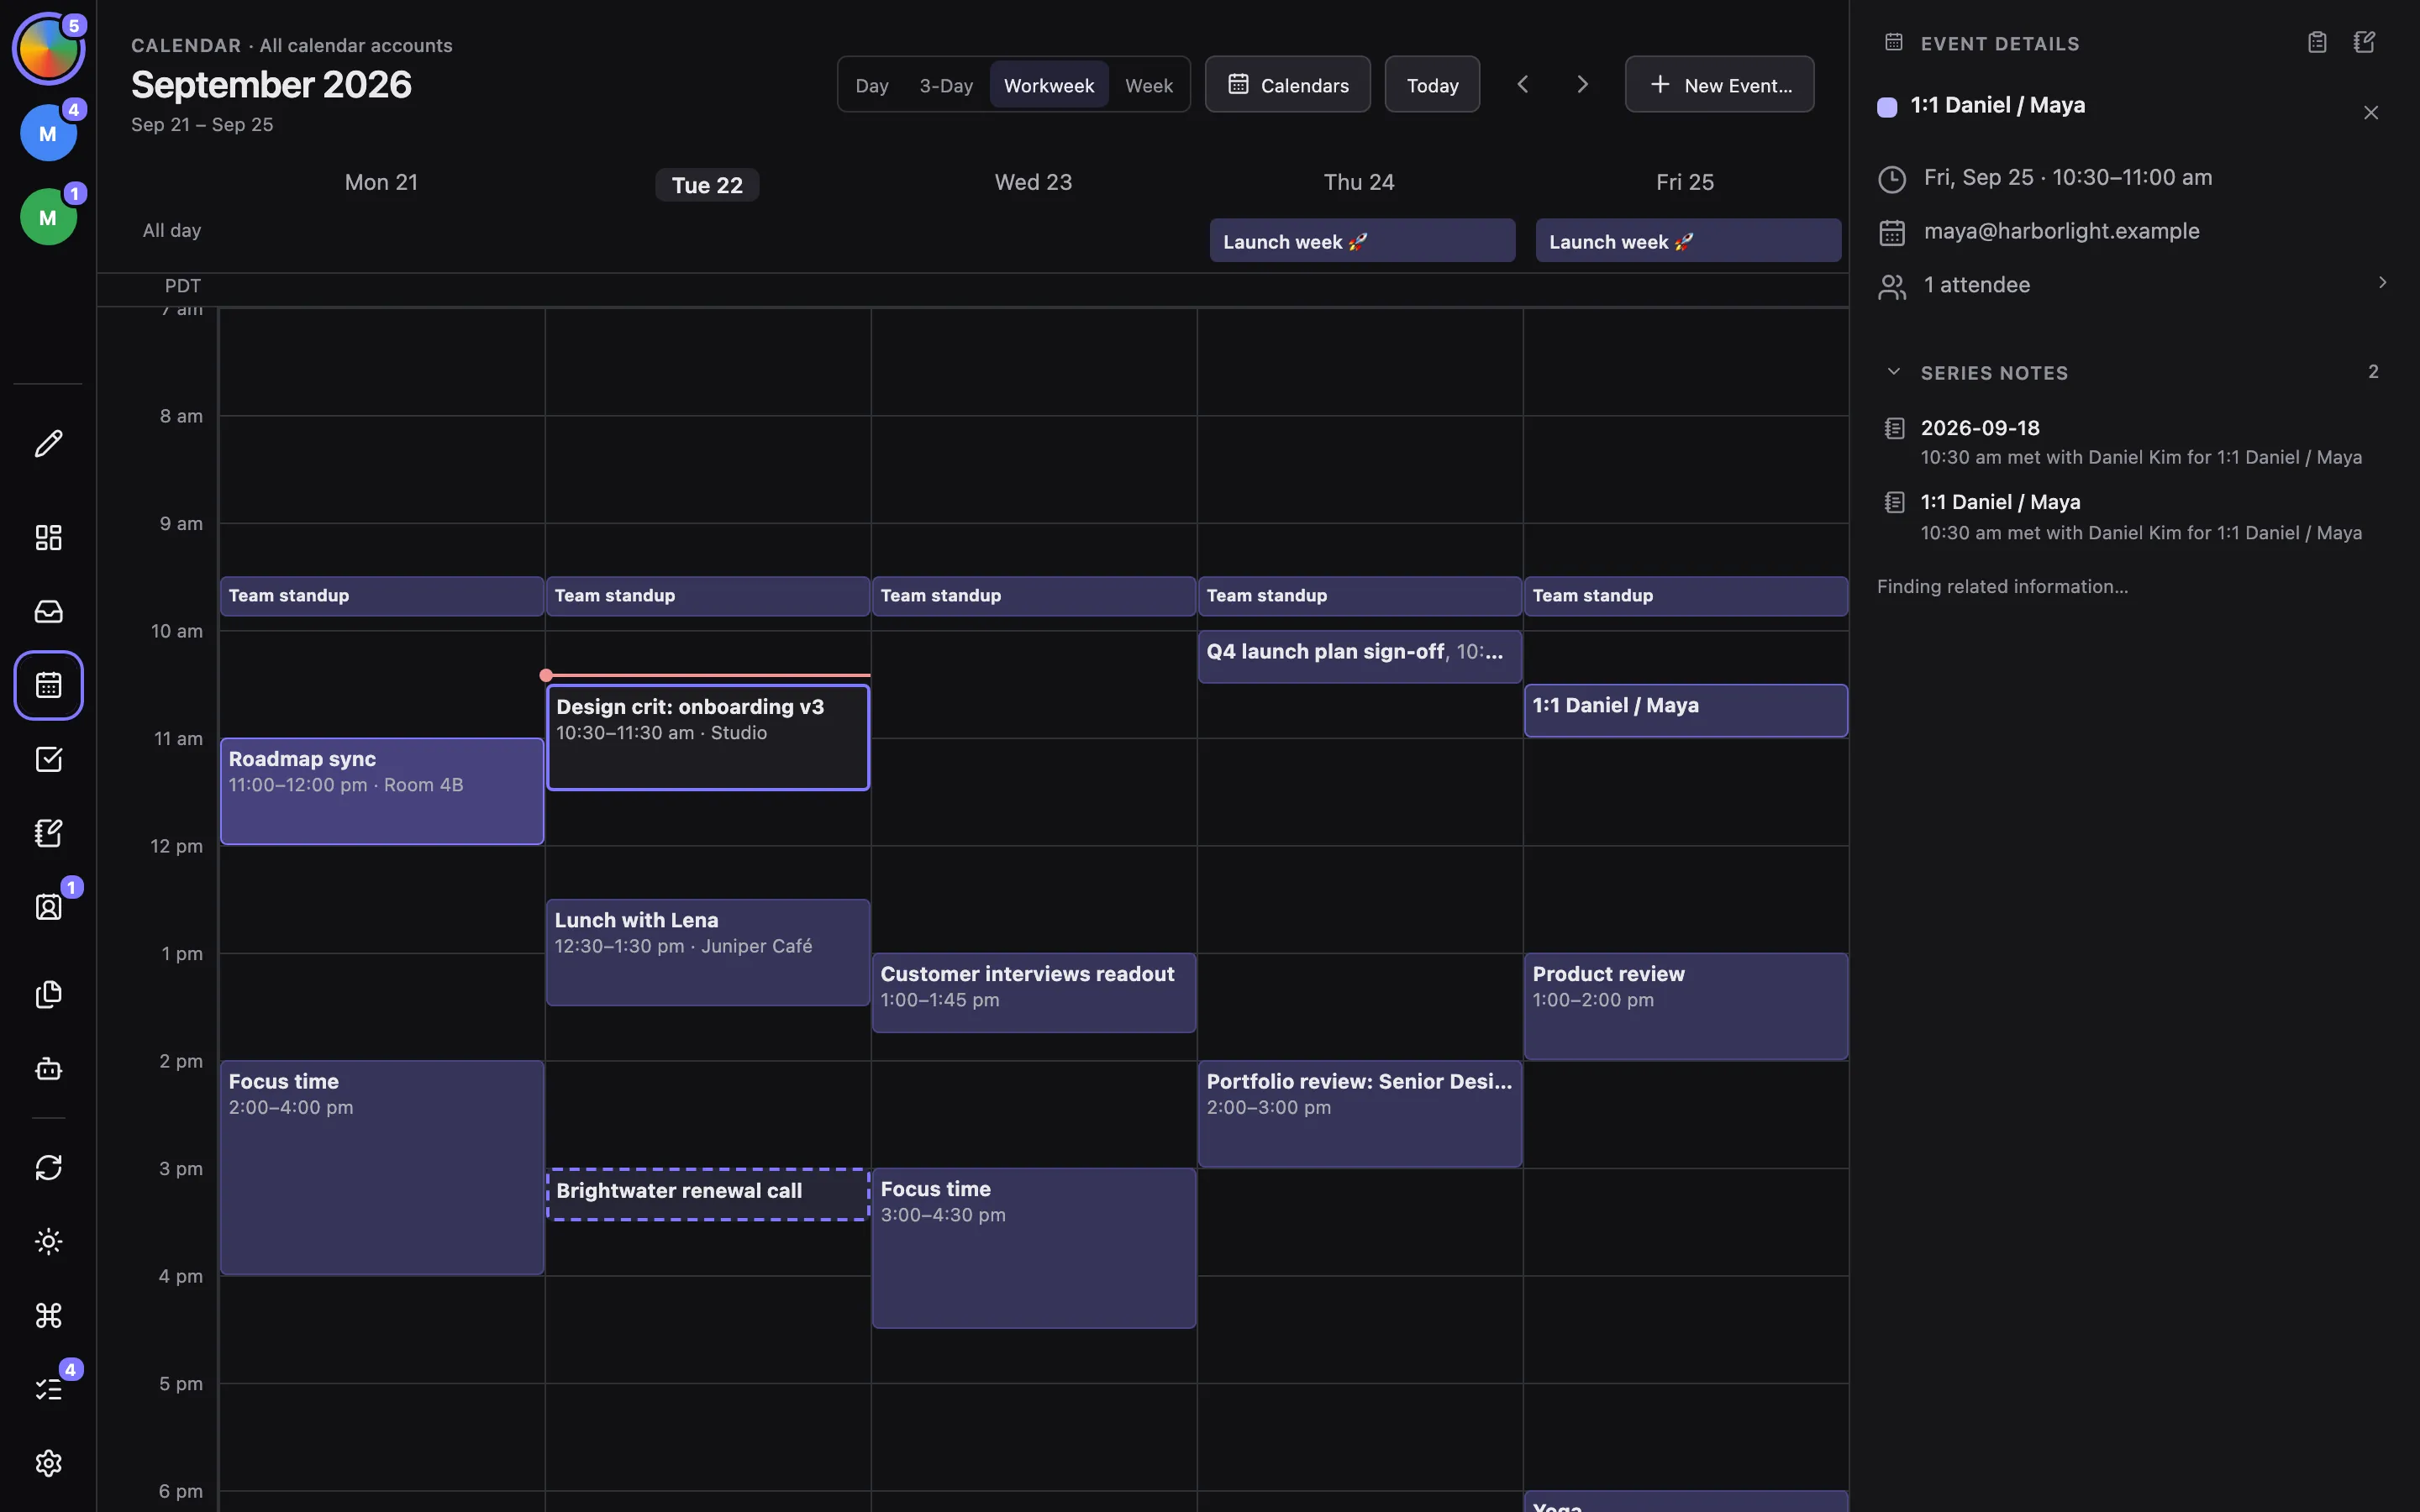 5
M
4
M
1
1
4
CALENDAR · All calendar accounts
September 2026
Sep 21 – Sep 25
Day
3-Day
Workweek
Week
Calendars
Today
New Event...
Mon 21
Tue 22
Wed 23
Thu 24
Fri 25
All day
Launch week 🚀
Launch week 🚀
PDT
7 am
8 am
9 am
10 am
11 am
12 pm
1 pm
2 pm
3 pm
4 pm
5 pm
6 pm
Team standup
Roadmap sync
11:00–12:00 pm · Room 4B
Focus time
2:00–4:00 pm
Team standup
Design crit: onboarding v3
10:30–11:30 am · Studio
Lunch with Lena
12:30–1:30 pm · Juniper Café
Brightwater renewal call
Team standup
Customer interviews readout
1:00–1:45 pm
Focus time
3:00–4:30 pm
Team standup
Q4 launch plan sign-off, 10:...
Portfolio review: Senior Desi...
2:00–3:00 pm
Team standup
1:1 Daniel / Maya
Product review
1:00–2:00 pm
Yoga
EVENT DETAILS
1:1 Daniel / Maya
Fri, Sep 25 · 10:30–11:00 am
maya@harborlight.example
1 attendee
SERIES NOTES
2
2026-09-18
10:30 am met with Daniel Kim for 1:1 Daniel / Maya
1:1 Daniel / Maya
10:30 am met with Daniel Kim for 1:1 Daniel / Maya
Finding related information...